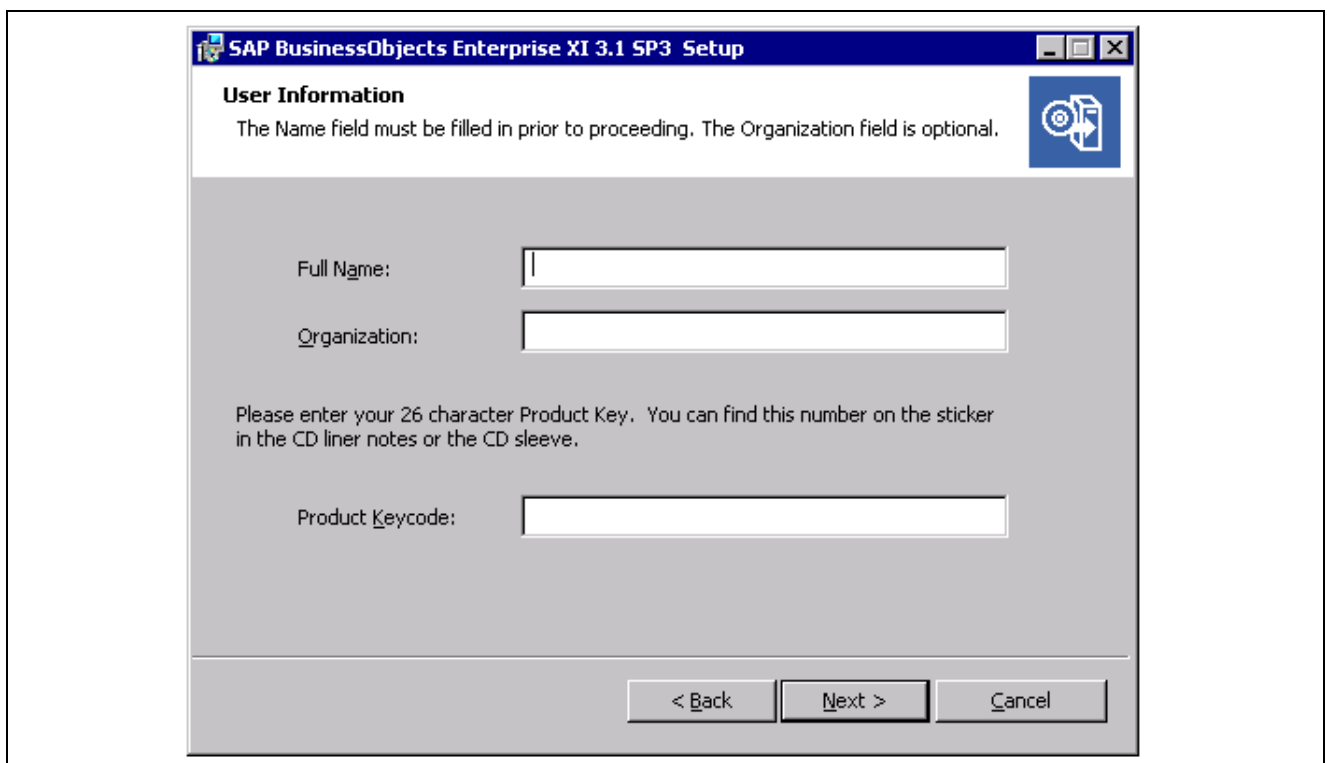 SAP BusinessObjects Enterprise XI 3.1 SP3 Setup
User Information
The Name field must be filled in prior to proceeding. The Organization field is optional.
Full Name:
Organization:
Please enter your 26 character Product Key. You can find this number on the sticker
in the CD liner notes or the CD sleeve.
Product Keycode:
< Back Next > Cancel